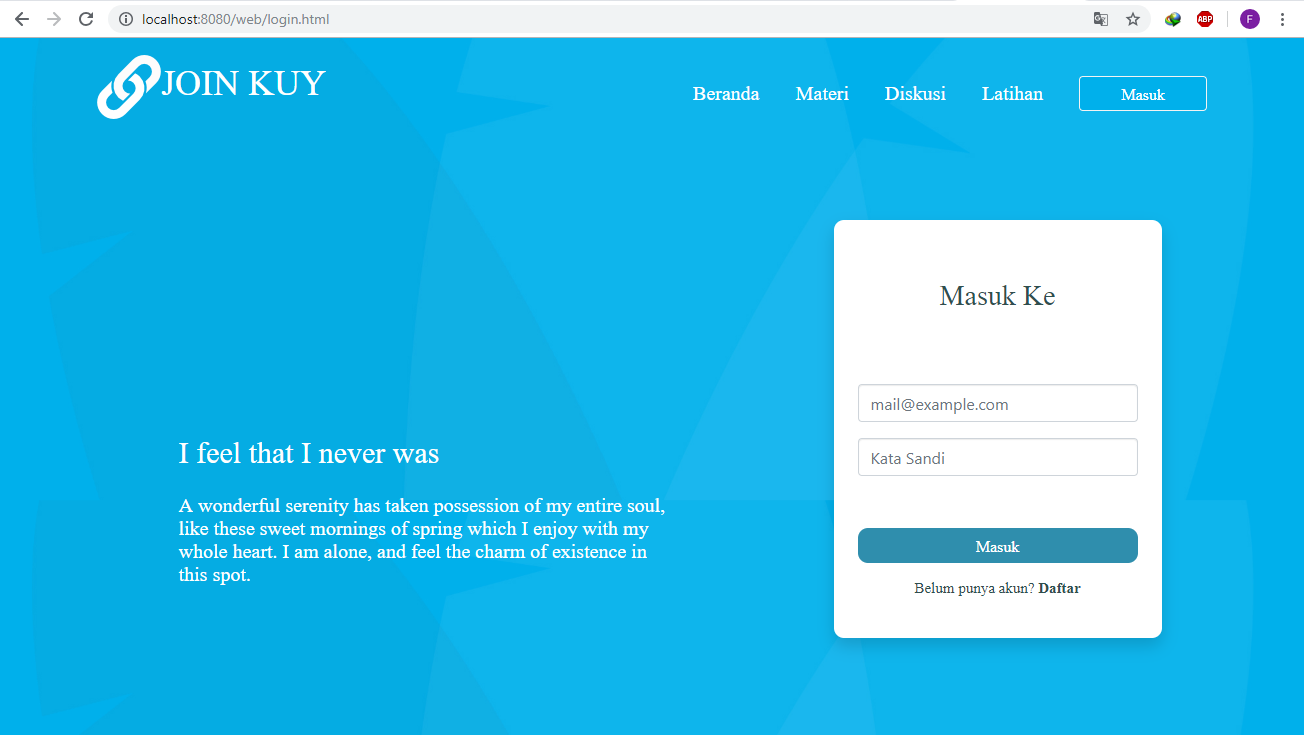 localhost:8080/web/login.html
ABP
F
JOIN KUY
Beranda Materi Diskusi Latihan Masuk
Masuk Ke
mail@example.com
Kata Sandi
Masuk
Belum punya akun? Daftar
I feel that I never was
A wonderful serenity has taken possession of my entire soul,
like these sweet mornings of spring which I enjoy with my
whole heart. I am alone, and feel the charm of existence in
this spot.